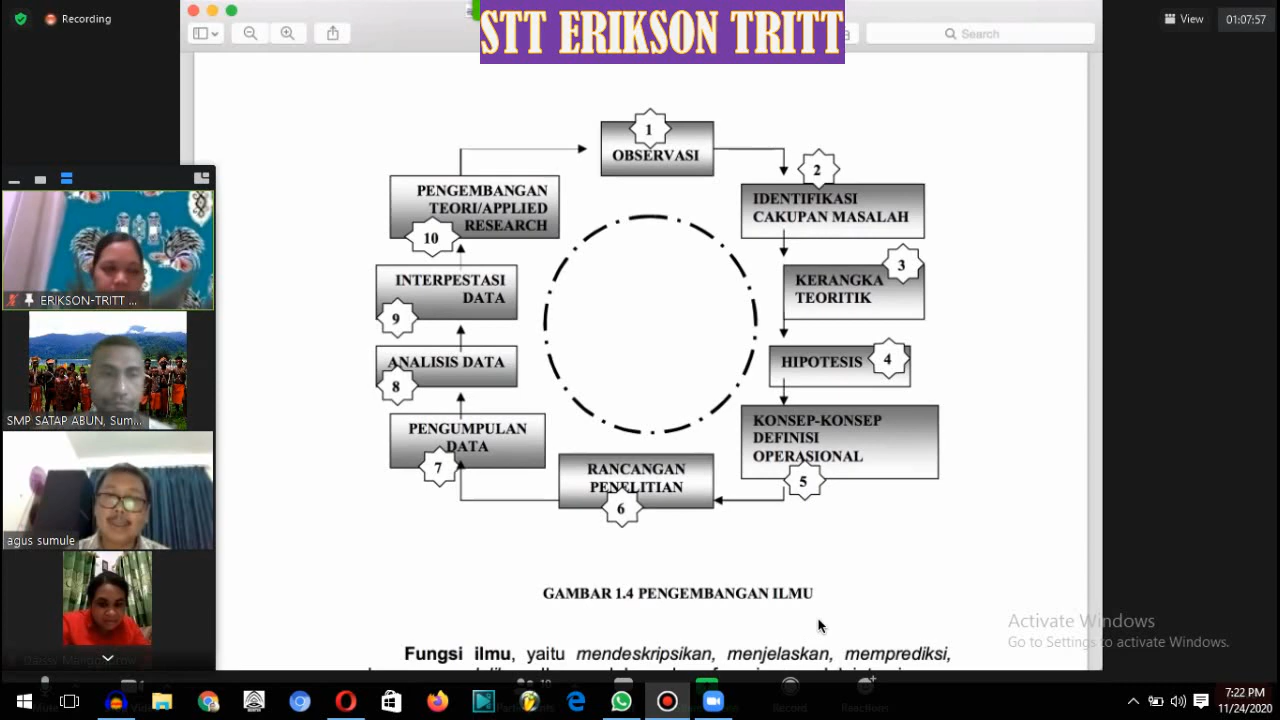 Recording
STT ERIKSON TRITT
Search
View
01:07:57
1
OBSERVASI
2
IDENTIFIKASI
CAKUPAN MASALAH
3
KERANGKA
TEORITIK
4
HIPOTESIS
KONSEP-KONSEP
DEFINISI
OPERASIONAL
5
RANCANGAN
PENELITIAN
6
PENGUMPULAN
DATA
7
ANALISIS DATA
8
INTERPESTASI
DATA
9
PENGEMBANGAN
TEORI/APPLIED
RESEARCH
10
GAMBAR 1.4 PENGEMBANGAN ILMU
Fungsi ilmu, yaitu mendeskripsikan, menjelaskan, memprediksi,
ERIKSON-TRITT ...
SMP SATAP ABUN, Sum...
agus sumule
Activate Windows
Go to Settings to activate Windows.
Participants
Record
Reactions
7:22 PM
11/24/2020